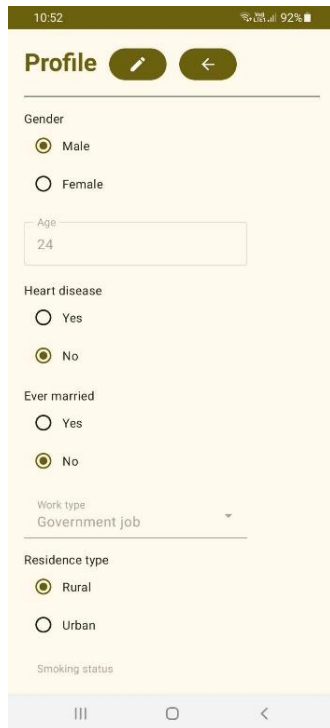 10:52
92%
Profile
Gender
Male
Female
Age
24
Heart disease
Yes
No
Ever married
Yes
No
Work type
Government job
Residence type
Rural
Urban
Smoking status